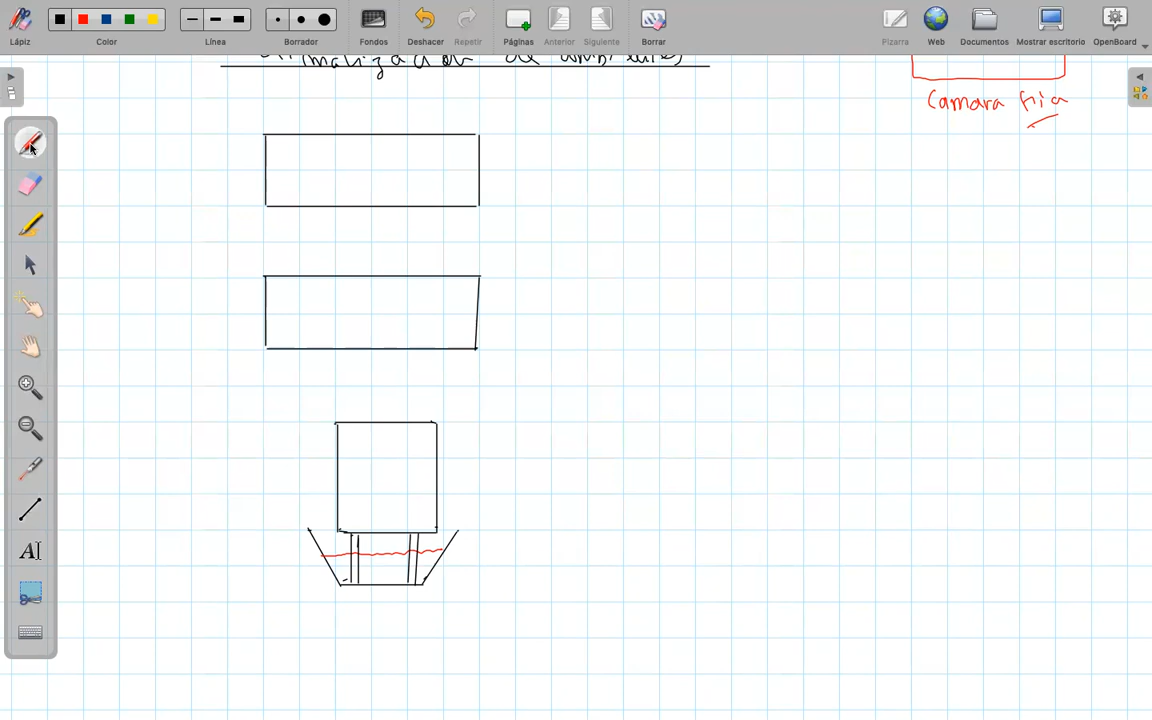 Lápiz Color Línea Borrador Fondos Deshacer Repetir Páginas Anterior Siguiente Borrar Pizarra Web Documentos Mostrar escritorio OpenBoard
de
Camara fria
A